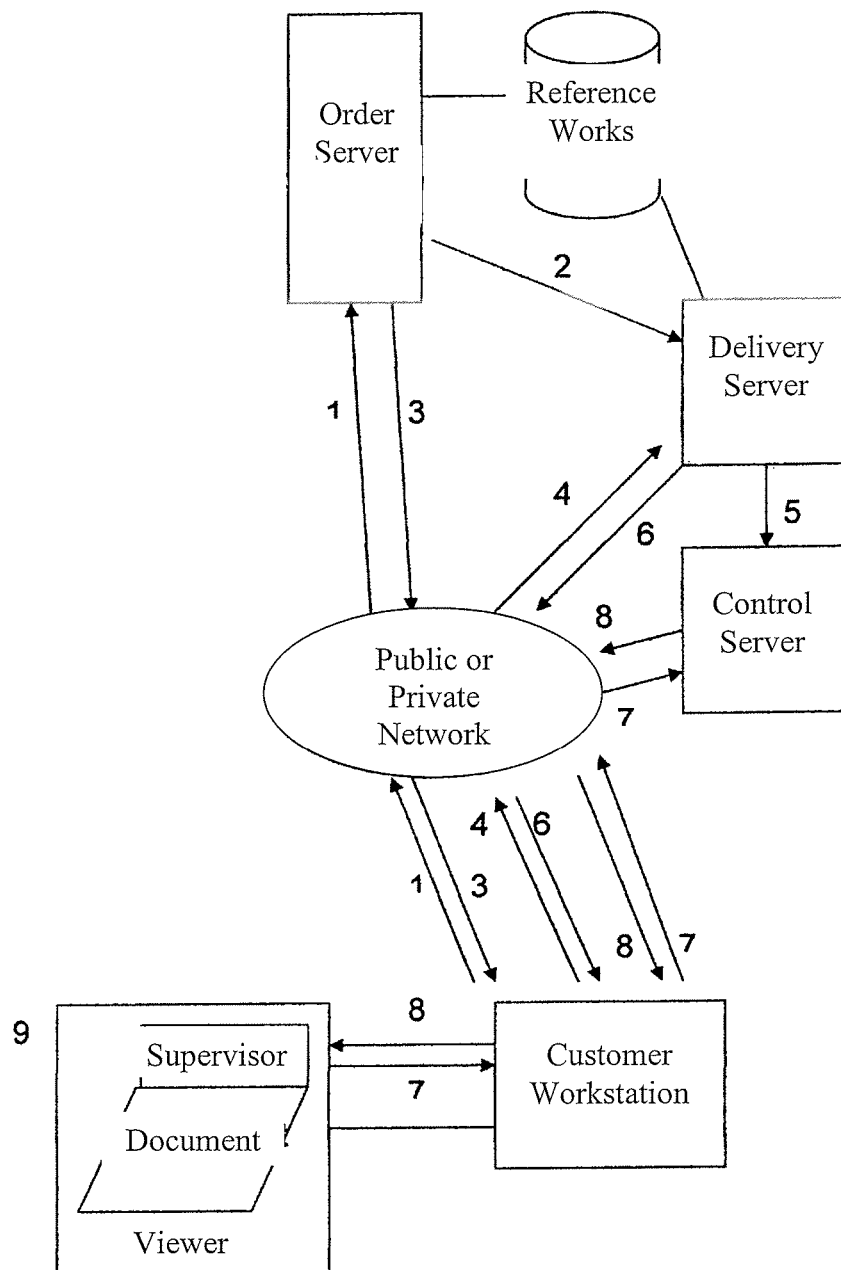 Order
Server
Reference
Works
2
Delivery
Server
1
3
4
6
5
8
Control
Server
Public or
Private
Network
7
4
6
1
3
8
7
9
8
Supervisor
7
Document
Viewer
Customer
Workstation